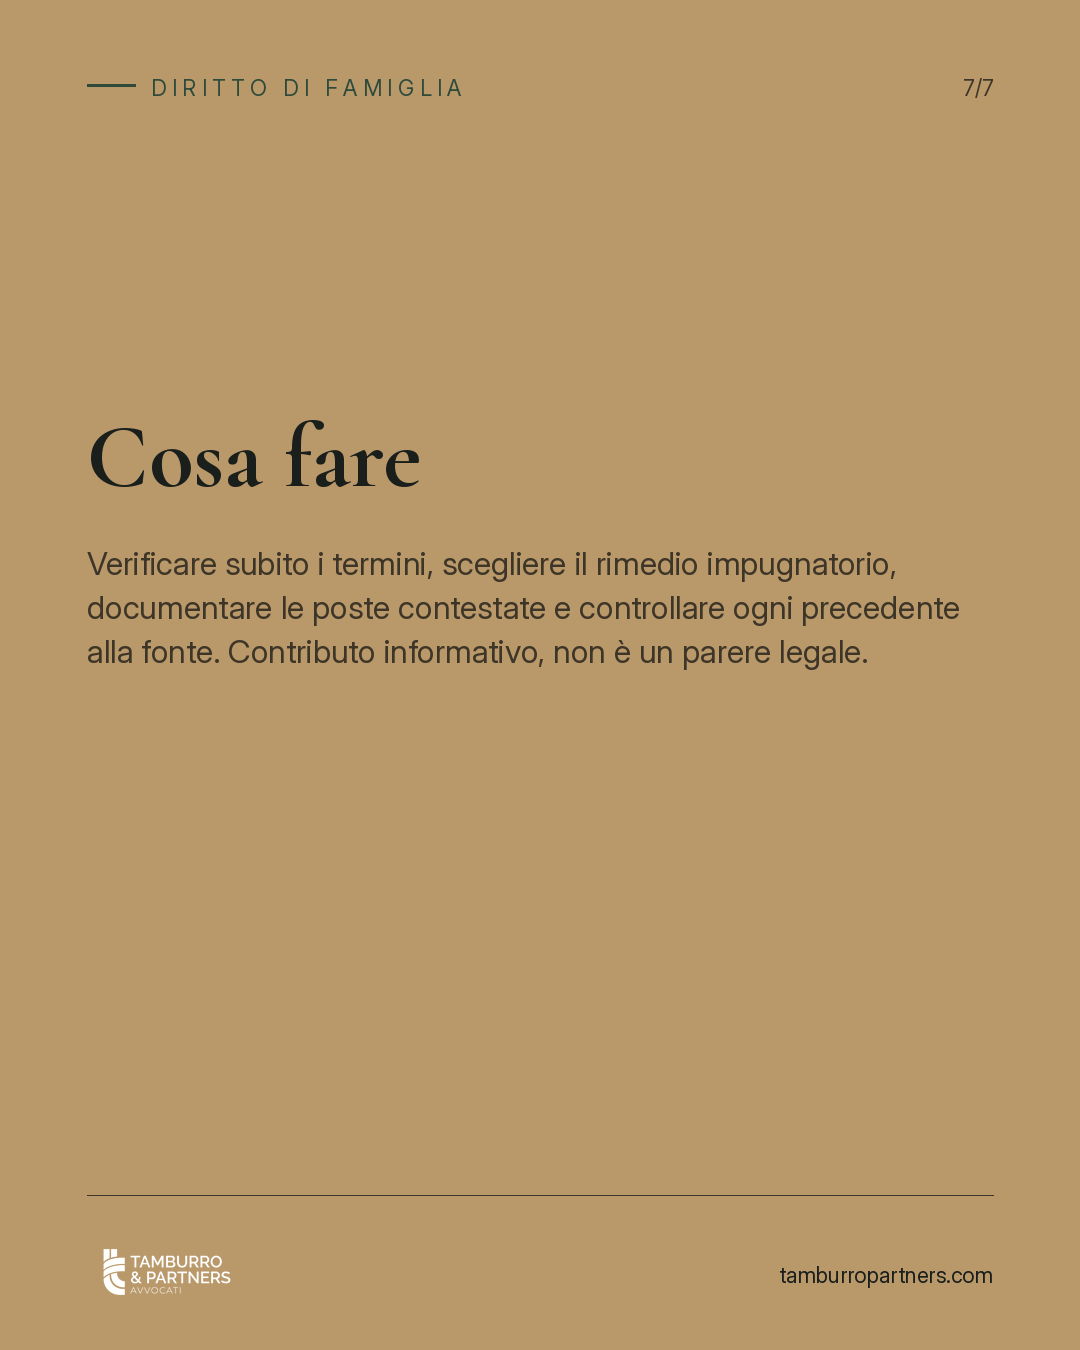 DIRITTO DI FAMIGLIA
7/7
Cosa fare
Verificare subito i termini, scegliere il rimedio impugnatorio,
documentare le poste contestate e controllare ogni precedente
alla fonte. Contributo informativo, non è un parere legale.
TAMBURRO
& PARTNERS
AVVOCATI
tamburropartners.com